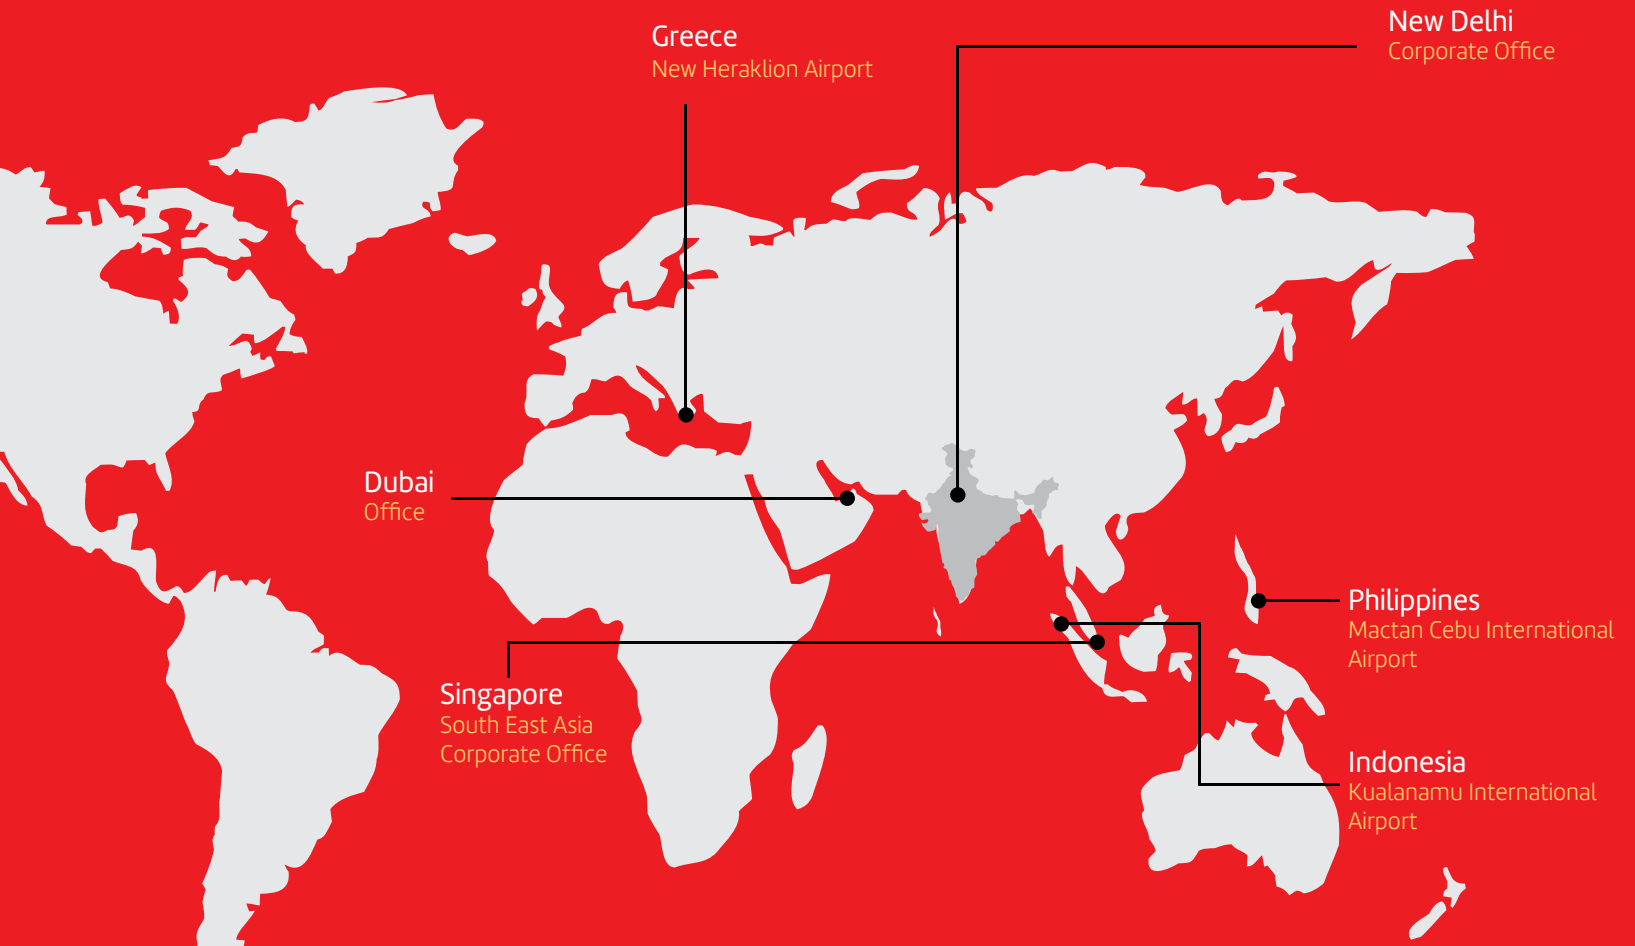 Greece
New Heraklion Airport
New Delhi
Corporate Office
Dubai
Office
Philippines
Mactan Cebu International
Airport
Singapore
South East Asia
Corporate Office
Indonesia
Kualanamu International
Airport